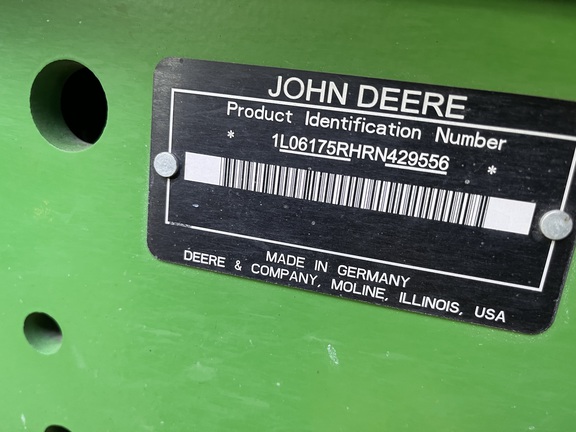 JOHN DEERE
Product Identification Number
* 1L06175RHRN429556 *
MADE IN GERMANY
DEERE & COMPANY, MOLINE, ILLINOIS, USA